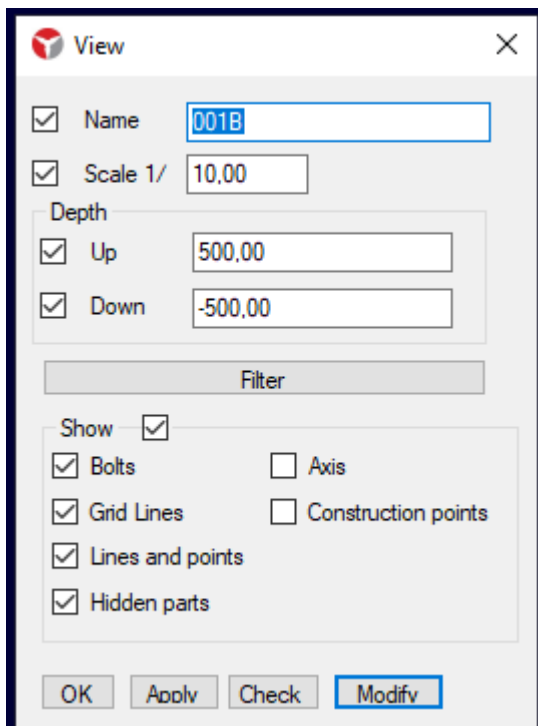 View
Name 001B
Scale 1/ 10,00
Depth
Up 500,00
Down -500,00
Filter
Show
Bolts Axis
Grid Lines Construction points
Lines and points
Hidden parts
OK Apply Check Modify